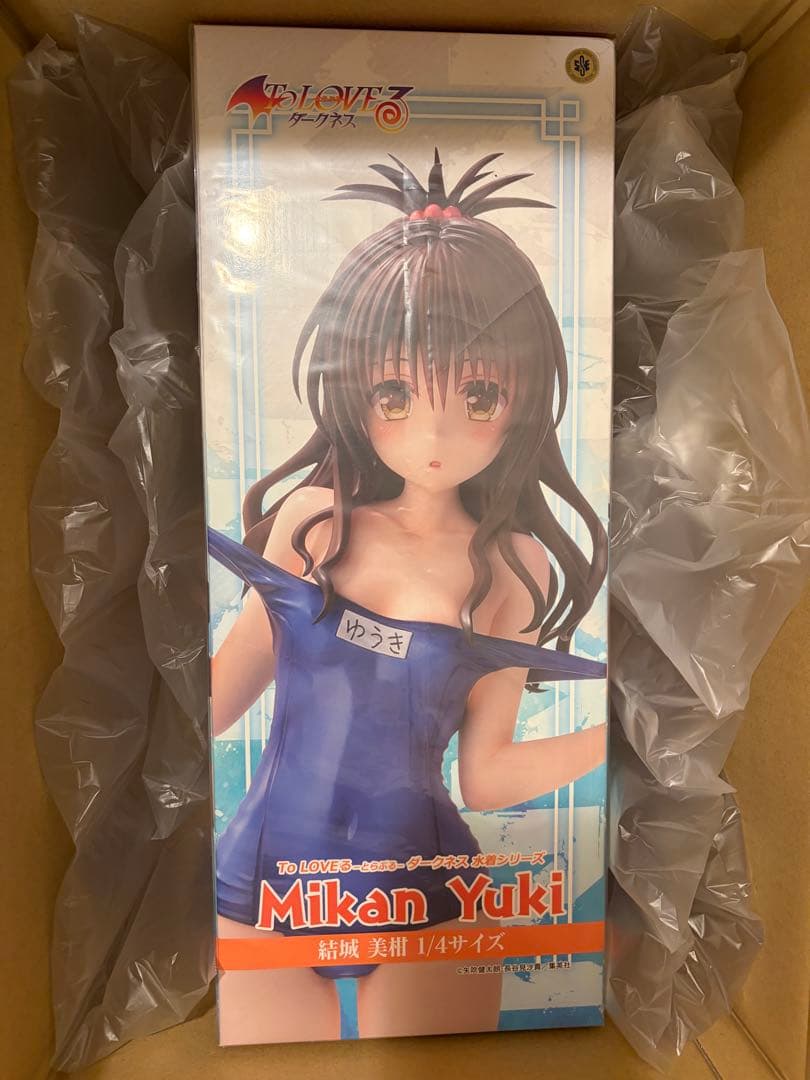 To LOVEる
ダークネス
ゆうき
To LOVEる -とらぶる- ダークネス 水着シリーズ
Mikan Yuki
結城 美柑 1/4サイズ
©矢吹健太朗・長谷見沙貴／集英社